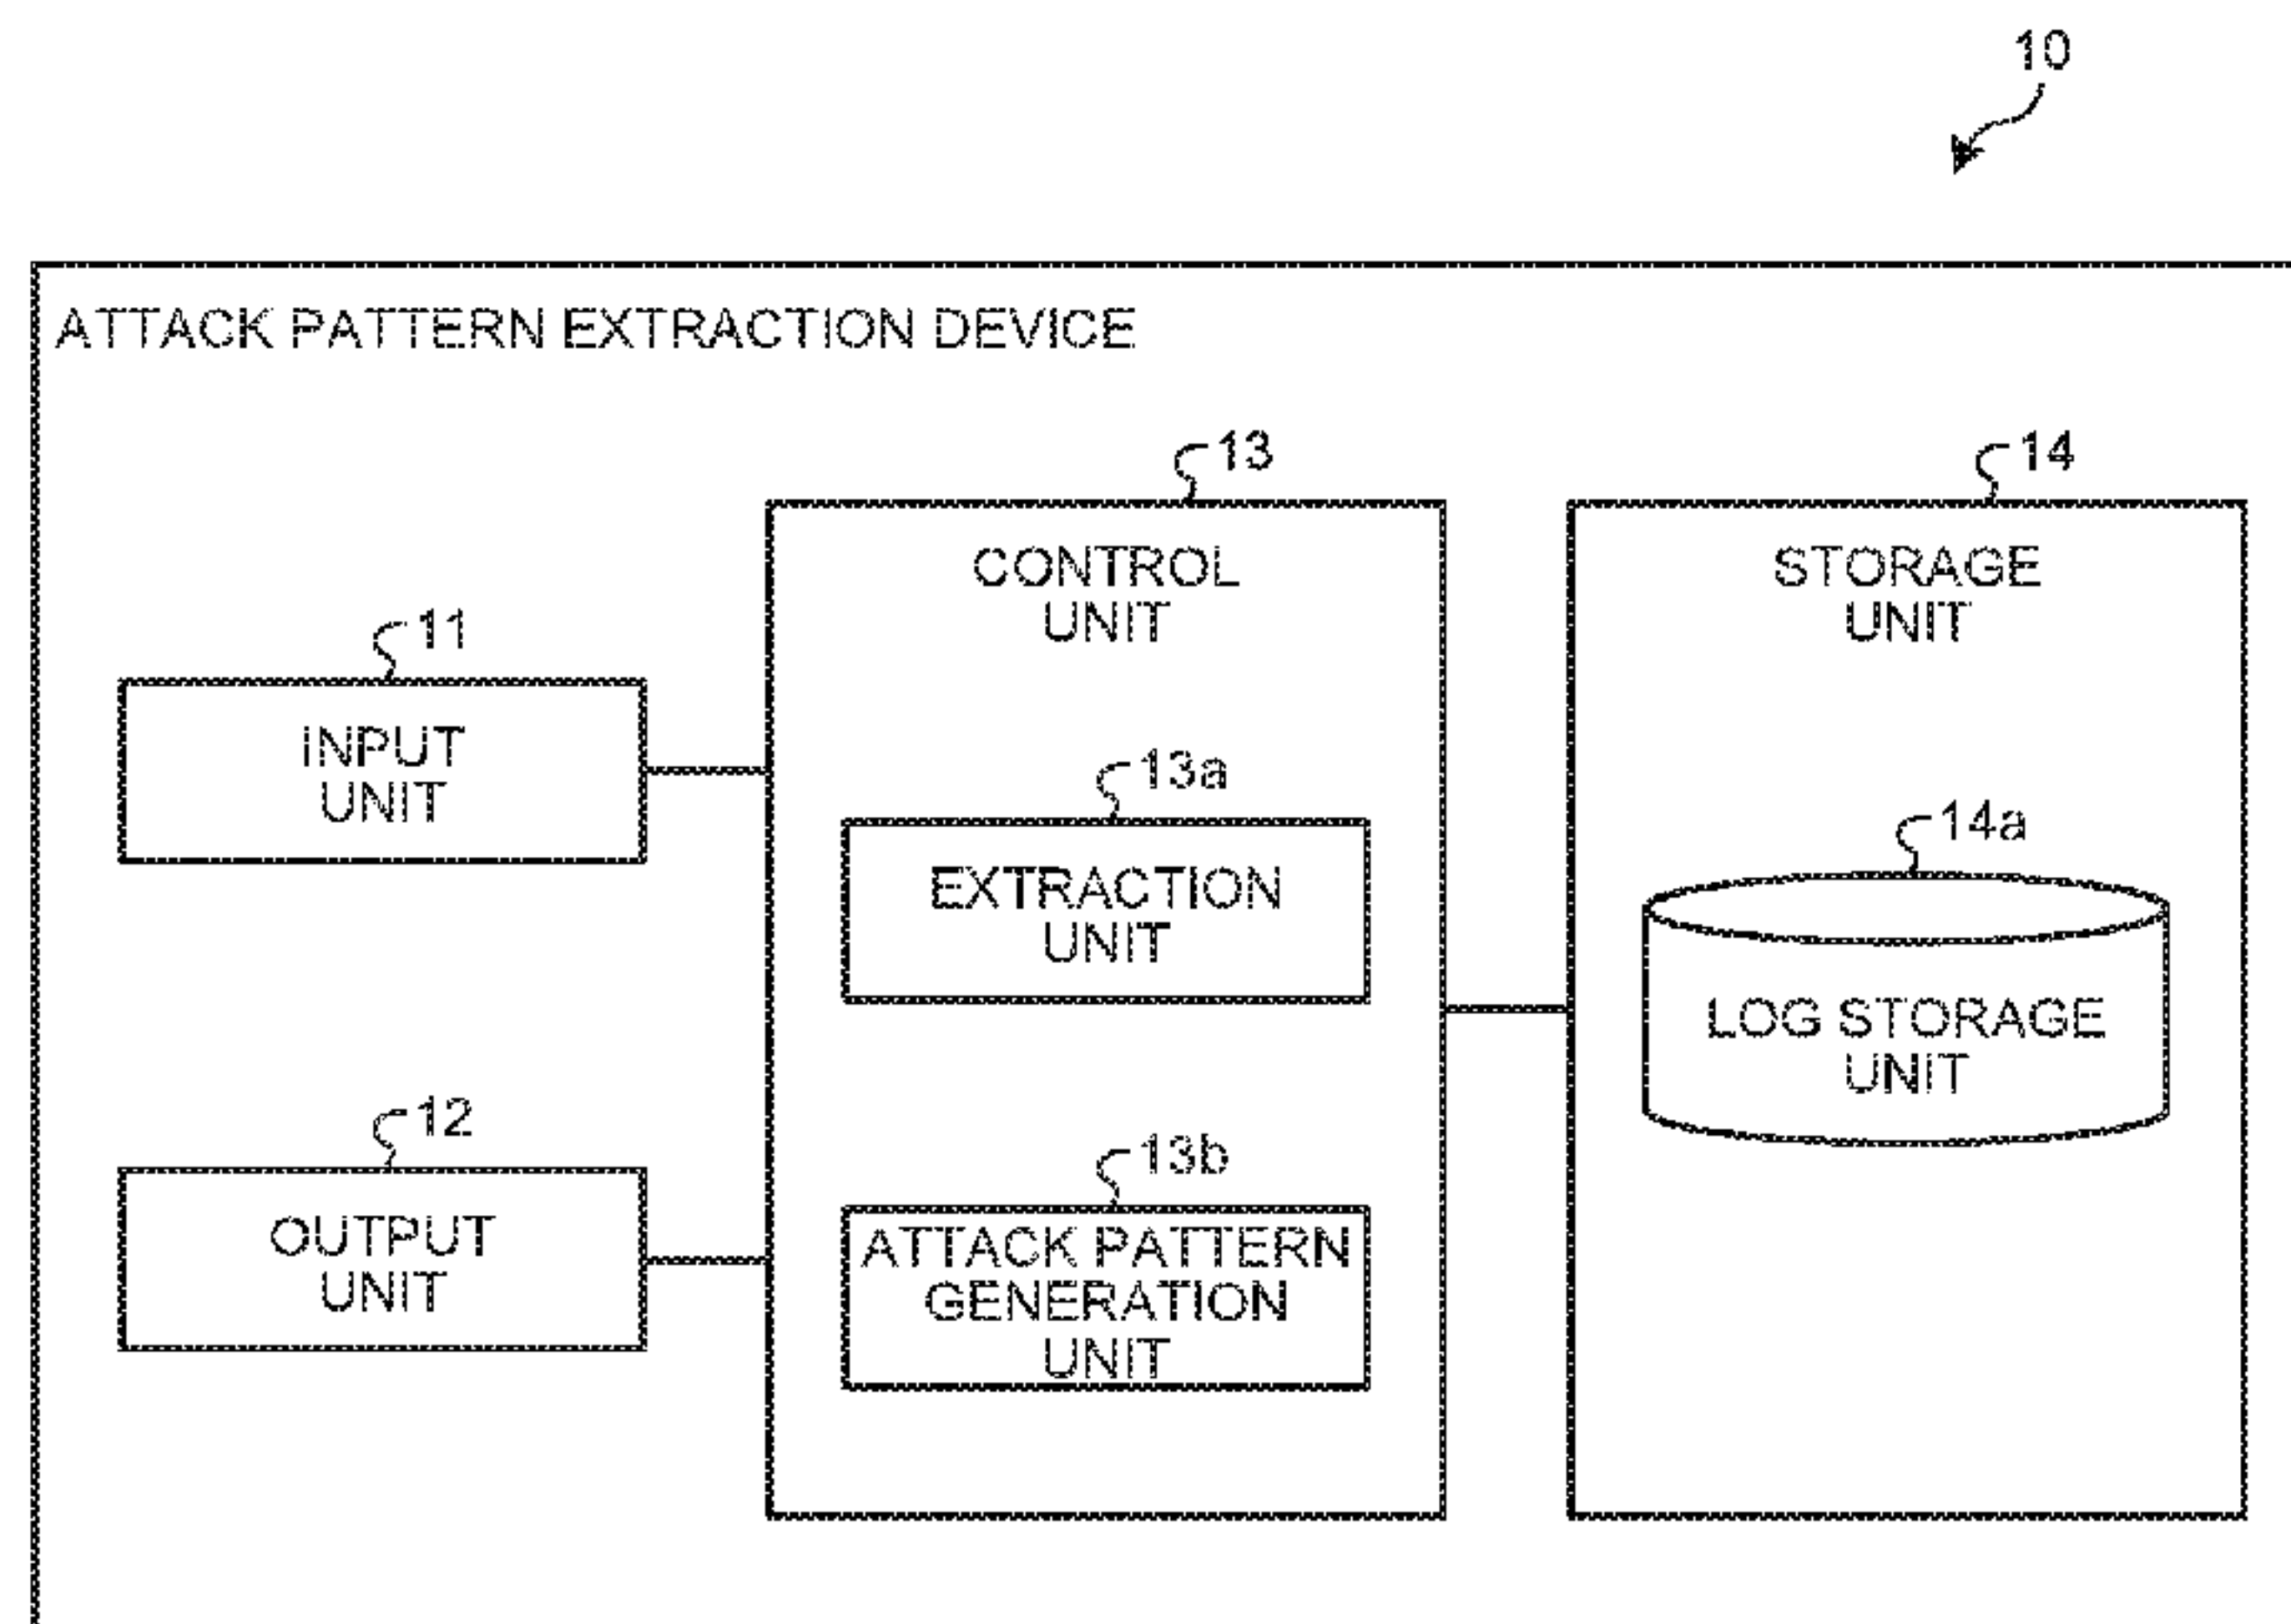 10
ATTACK PATTERN EXTRACTION DEVICE
11
INPUT
UNIT
12
OUTPUT
UNIT
13
CONTROL
UNIT
13a
EXTRACTION
UNIT
13b
ATTACK PATTERN
GENERATION
UNIT
14
STORAGE
UNIT
14a
LOG STORAGE
UNIT